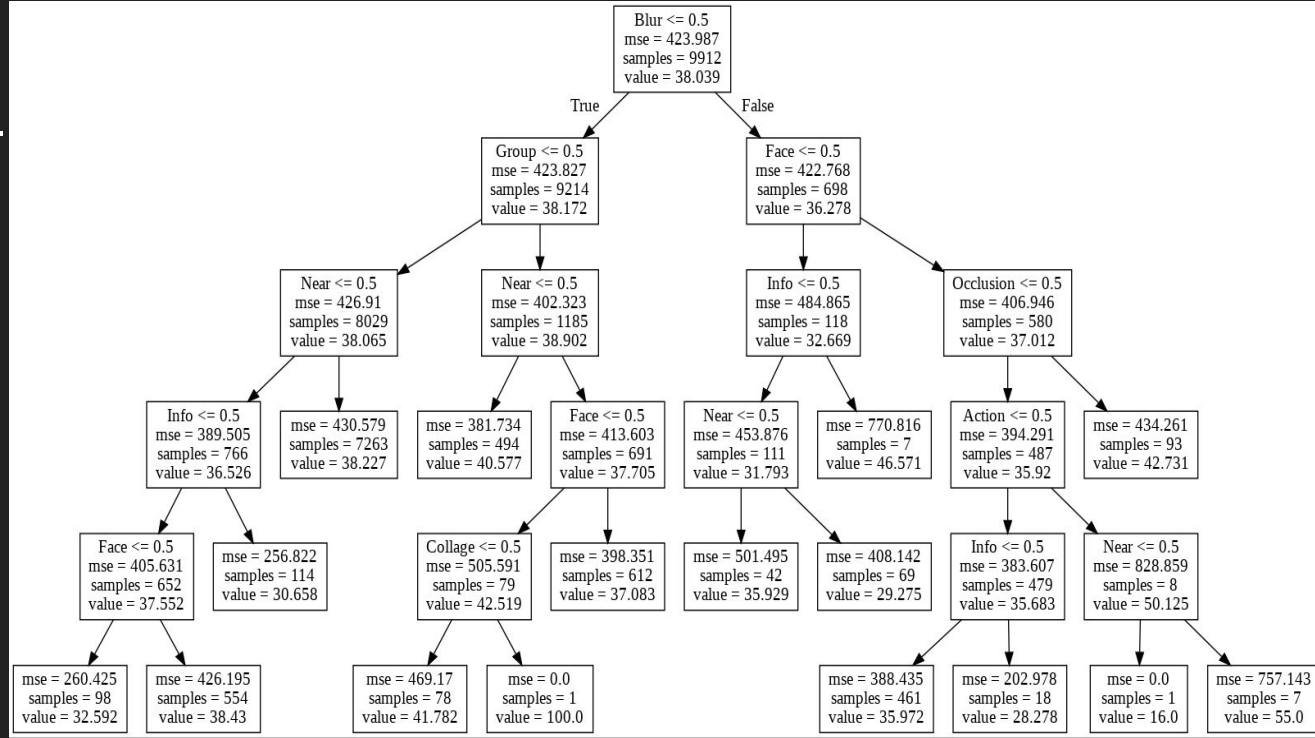 Blur <= 0.5
mse = 423.987
samples = 9912
value = 38.039
True
False
Group <= 0.5
mse = 423.827
samples = 9214
value = 38.172
Face <= 0.5
mse = 422.768
samples = 698
value = 36.278
Near <= 0.5
mse = 426.91
samples = 8029
value = 38.065
Near <= 0.5
mse = 402.323
samples = 1185
value = 38.902
Info <= 0.5
mse = 484.865
samples = 118
value = 32.669
Occlusion <= 0.5
mse = 406.946
samples = 580
value = 37.012
Info <= 0.5
mse = 389.505
samples = 766
value = 36.526
mse = 430.579
samples = 7263
value = 38.227
mse = 381.734
samples = 494
value = 40.577
Face <= 0.5
mse = 413.603
samples = 691
value = 37.705
Near <= 0.5
mse = 453.876
samples = 111
value = 31.793
mse = 770.816
samples = 7
value = 46.571
Action <= 0.5
mse = 394.291
samples = 487
value = 35.92
mse = 434.261
samples = 93
value = 42.731
Face <= 0.5
mse = 405.631
samples = 652
value = 37.552
mse = 256.822
samples = 114
value = 30.658
Collage <= 0.5
mse = 505.591
samples = 79
value = 42.519
mse = 398.351
samples = 612
value = 37.083
mse = 501.495
samples = 42
value = 35.929
mse = 408.142
samples = 69
value = 29.275
Info <= 0.5
mse = 383.607
samples = 479
value = 35.683
Near <= 0.5
mse = 828.859
samples = 8
value = 50.125
mse = 260.425
samples = 98
value = 32.592
mse = 426.195
samples = 554
value = 38.43
mse = 469.17
samples = 78
value = 41.782
mse = 0.0
samples = 1
value = 100.0
mse = 388.435
samples = 461
value = 35.972
mse = 202.978
samples = 18
value = 28.278
mse = 0.0
samples = 1
value = 16.0
mse = 757.143
samples = 7
value = 55.0